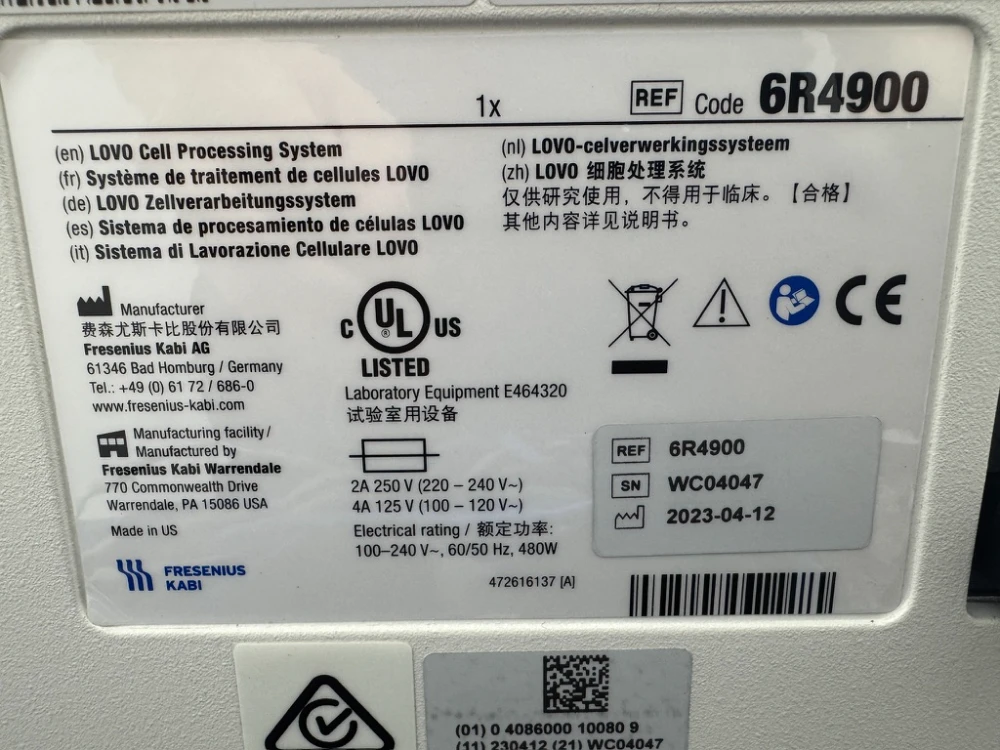 1x
REF Code 6R4900
(en) LOVO Cell Processing System
(fr) Système de traitement de cellules LOVO
(de) LOVO Zellverarbeitungssystem
(es) Sistema de procesamiento de células LOVO
(it) Sistema di Lavorazione Cellulare LOVO
(nl) LOVO-celverwerkingssysteem
(zh) LOVO 细胞处理系统
仅供研究使用，不得用于临床。【合格】
其他内容详见说明书。
Manufacturer
费森尤斯卡比股份有限公司
Fresenius Kabi AG
61346 Bad Homburg / Germany
Tel.: +49 (0) 61 72 / 686-0
www.fresenius-kabi.com
Manufacturing facility /
Manufactured by
Fresenius Kabi Warrendale
770 Commonwealth Drive
Warrendale, PA 15086 USA
Made in US
FRESENIUS
KABI
C UL ® US
LISTED
Laboratory Equipment E464320
试验室用设备
2A 250 V (220 – 240 V~)
4A 125 V (100 – 120 V~)
Electrical rating / 额定功率:
100–240 V~, 60/50 Hz, 480W
472616137 [A]
CE
REF 6R4900
SN WC04047
2023-04-12
(01) 0 4086000 10080 9
(11) 230412 (21) WC04047